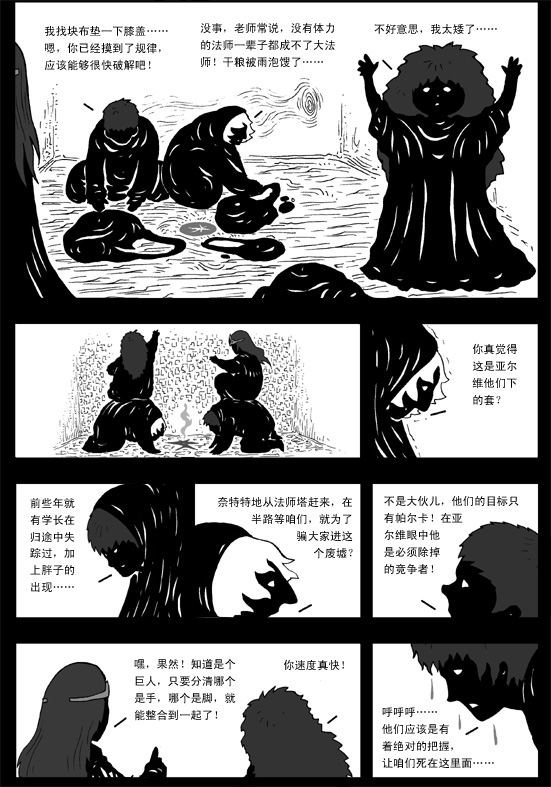 我找块布垫一下膝盖……
嗯，你已经摸到了规律，
应该能够很快破解吧！
没事，老师常说，没有体力
的法师一辈子都成不了大法
师！干粮被雨泡馊了……
不好意思，我太矮了……
你真觉得
这是亚尔
维他们下
的套？
前些年就
有学长在
归途中失
踪过，加
上胖子的
出现……
奈特特地从法师塔赶来，在
半路等咱们，就为了
骗大家进这
个废墟？
不是大伙儿，他们的目标只
有帕尔卡！在亚
尔维眼中他
是必须除掉
的竞争者！
嘿，果然！知道是个
巨人，只要分清哪个
是手，哪个是脚，就
能整合到一起了！
你速度真快！
呼呼呼……
他们应该是有
着绝对的把握，
让咱们死在这里面……